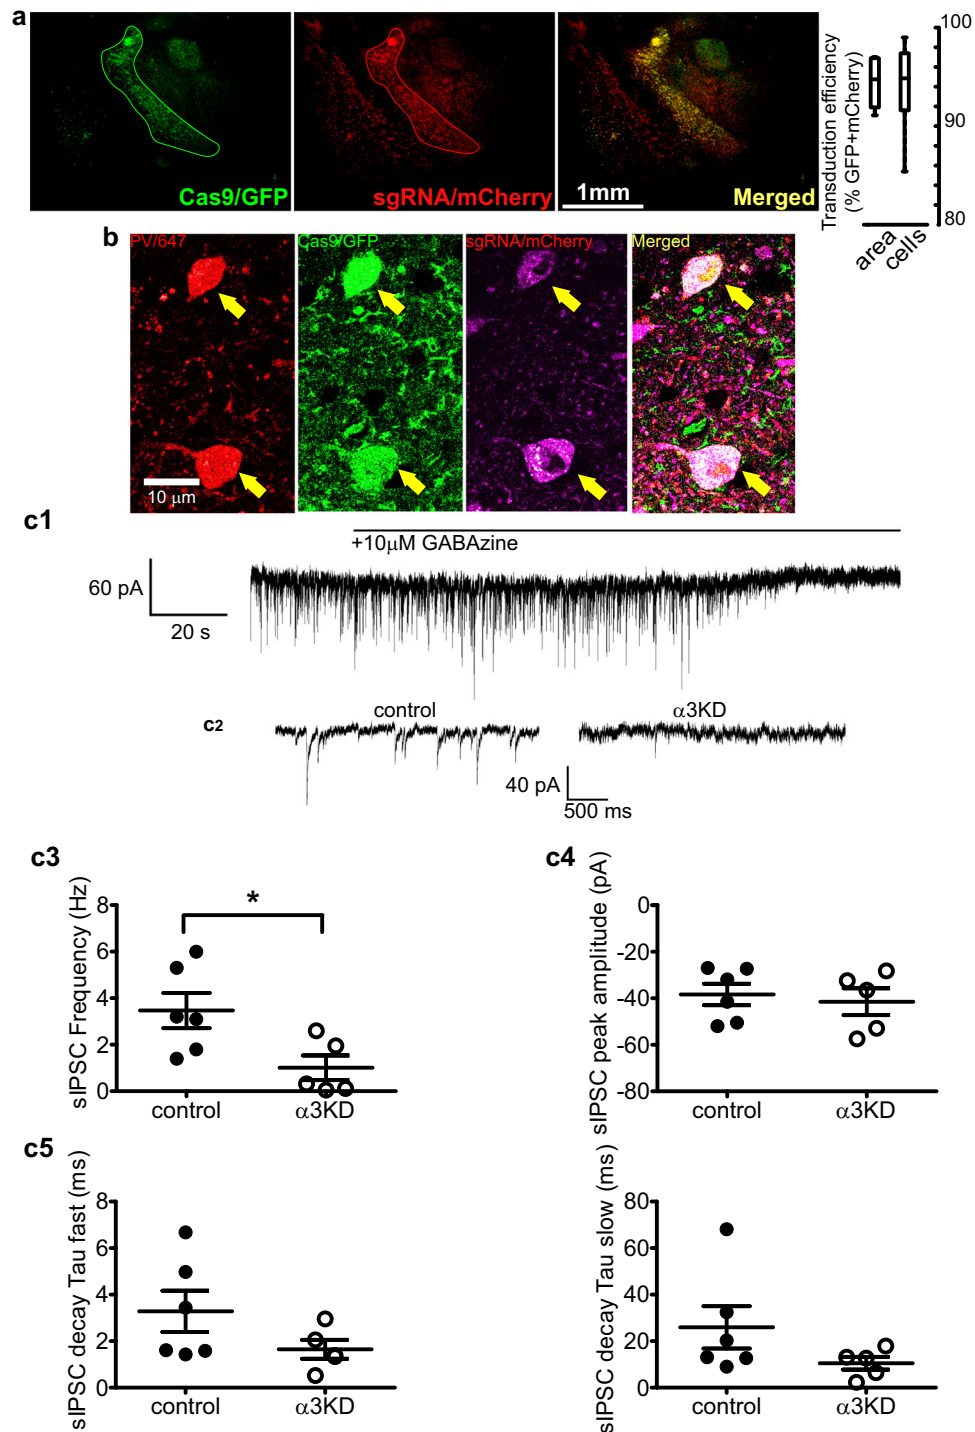 a
Cas9/GFP
sgRNA/mCherry
1mm
Merged
Transduction efficiency
(% GFP+mCherry)
100
90
80
area
cells
b
PV/647
Cas9/GFP
sgRNA/mCherry
Merged
10 μm
c1
+10μM GABAzine
60 pA
20 s
c2
control
α3KD
40 pA
500 ms
c3
sIPSC Frequency (Hz)
8
6
4
2
0
*
control
α3KD
c4
sIPSC peak amplitude (pA)
0
-20
-40
-60
-80
control
α3KD
c5
sIPSC decay Tau fast (ms)
8
6
4
2
0
control
α3KD
sIPSC decay Tau slow (ms)
80
60
40
20
0
control
α3KD